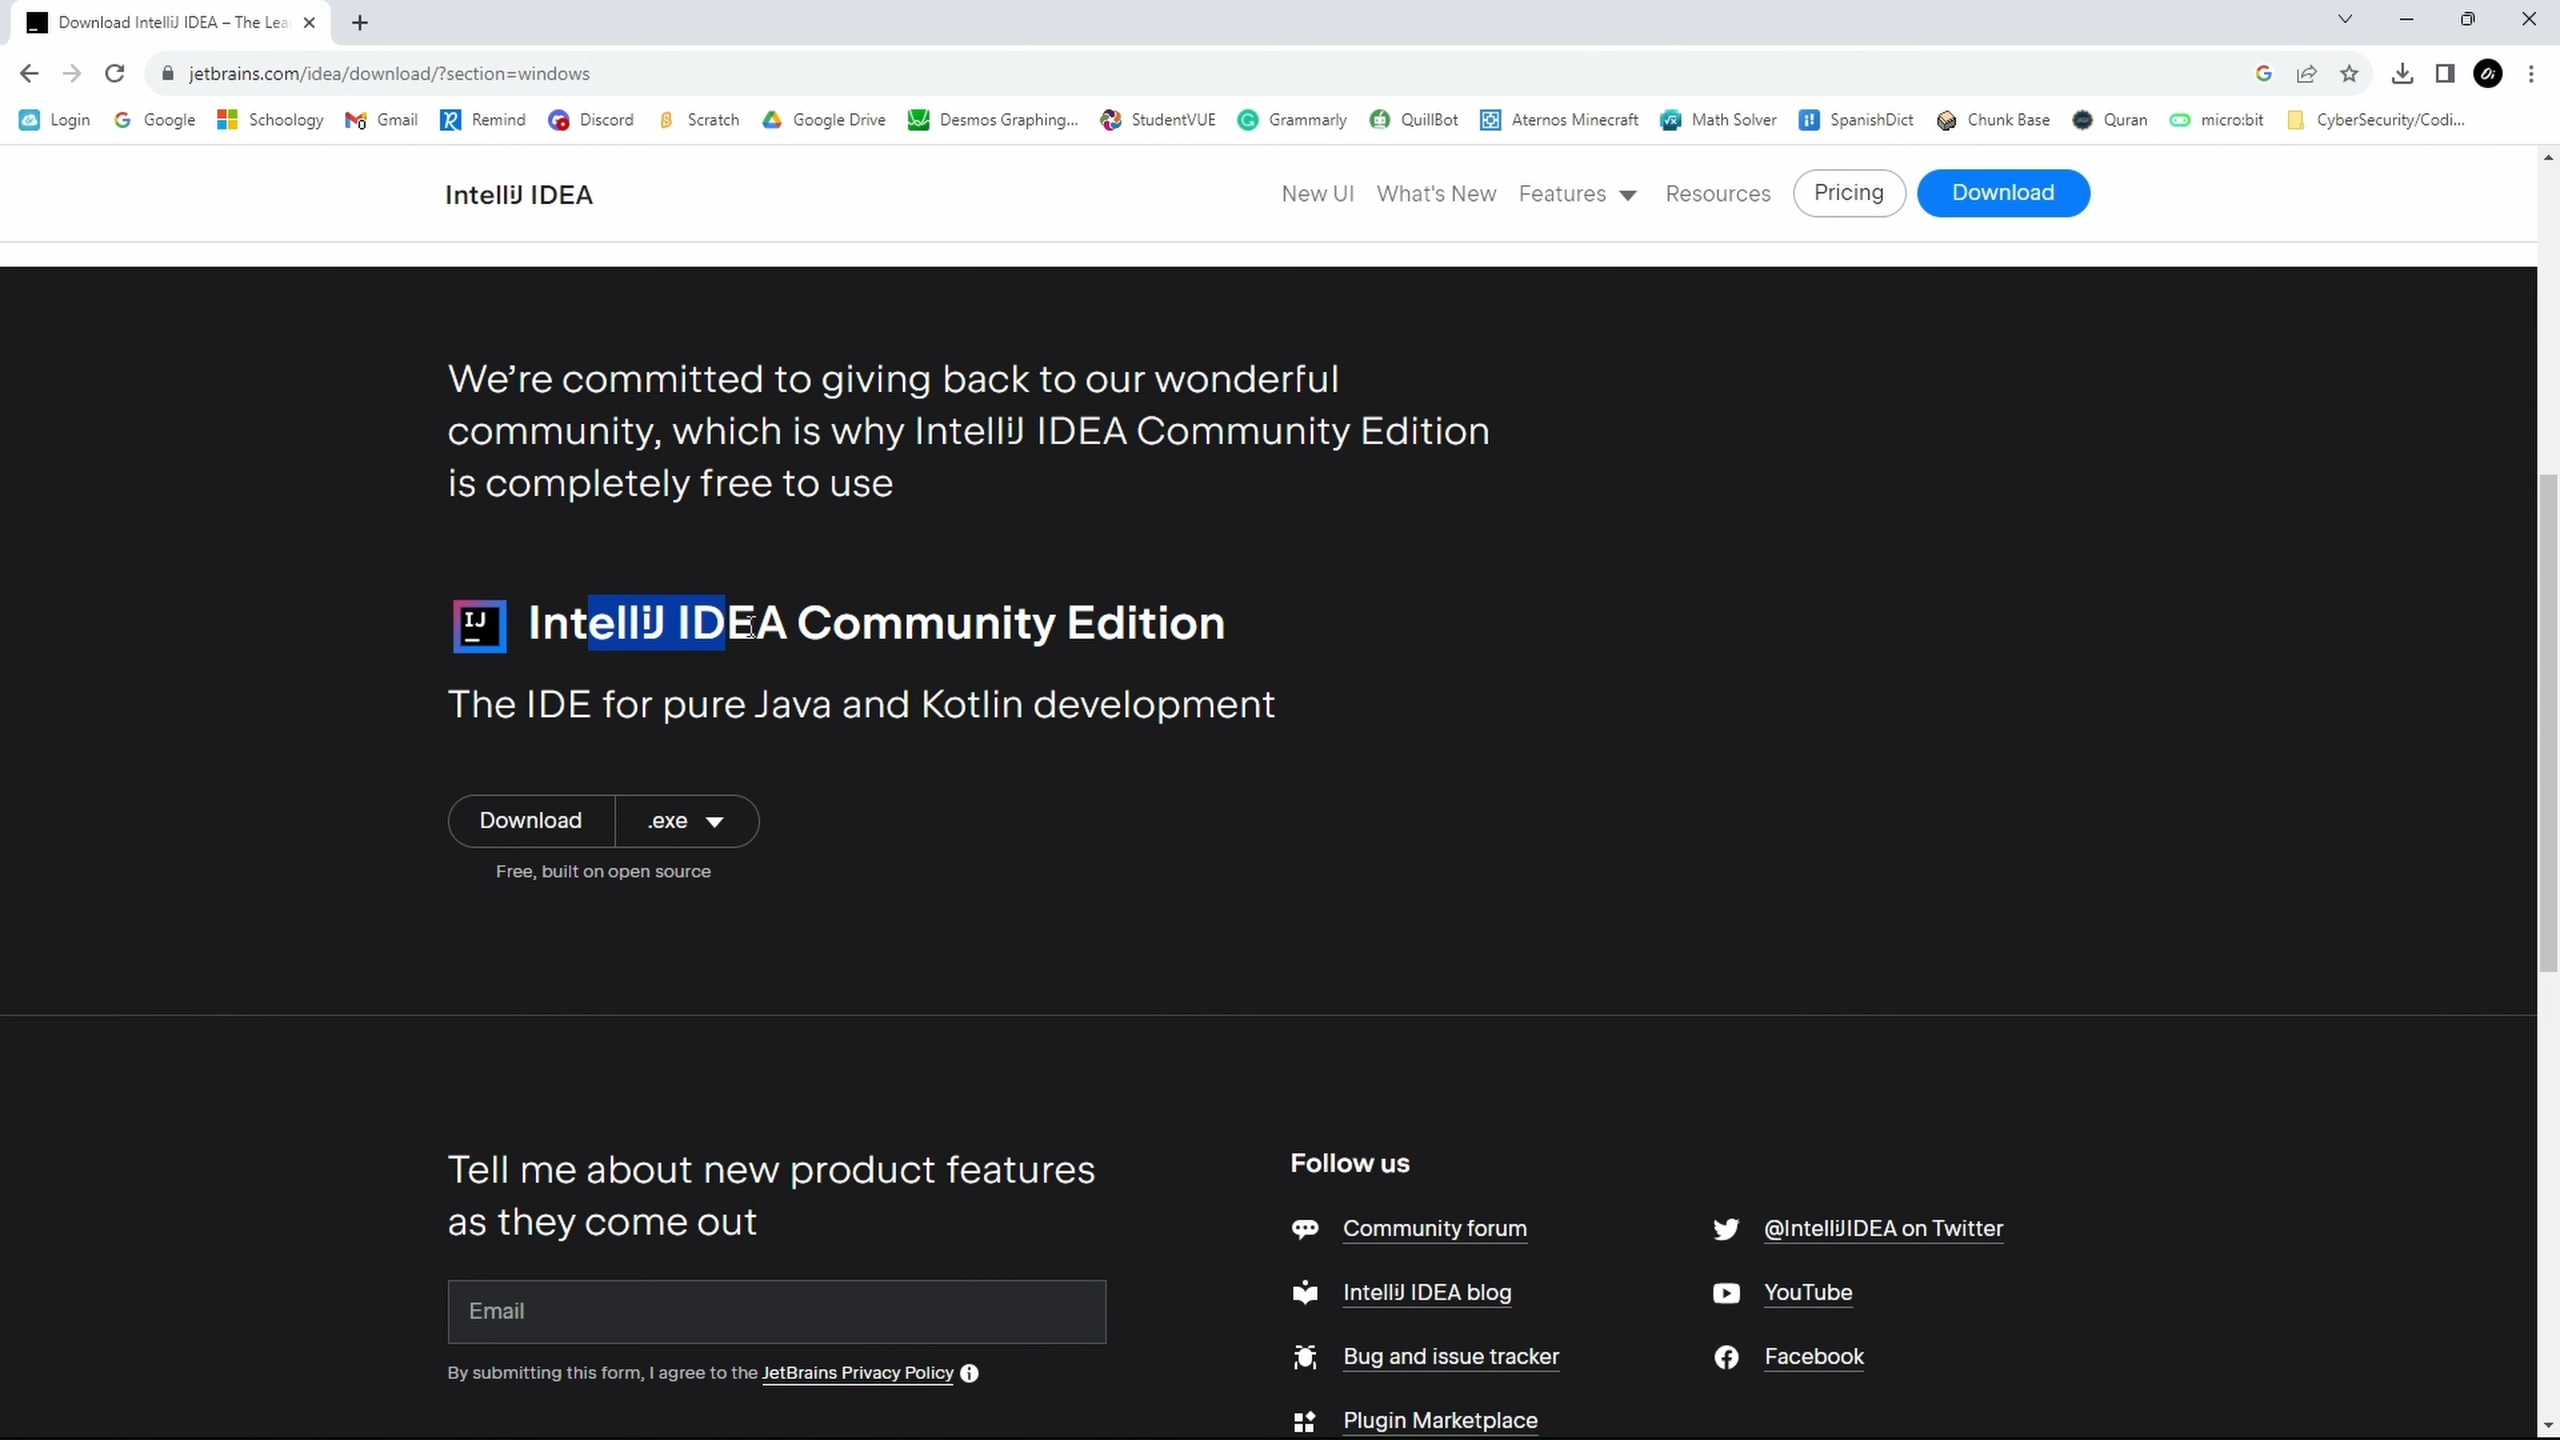 Download IntelliJ IDEA – The Lea
jetbrains.com/idea/download/?section=windows
Login Google Schoology Gmail Remind Discord Scratch Google Drive Desmos Graphing... StudentVUE Grammarly QuillBot Aternos Minecraft Math Solver SpanishDict Chunk Base Quran micro:bit CyberSecurity/Codi...
IntelliJ IDEA New UI What's New Features Resources Pricing Download
We're committed to giving back to our wonderful
community, which is why IntelliJ IDEA Community Edition
is completely free to use
IJ IntelliJ IDEA Community Edition
The IDE for pure Java and Kotlin development
Download .exe
Free, built on open source
Tell me about new product features
as they come out
Email
By submitting this form, I agree to the JetBrains Privacy Policy
Follow us
Community forum @IntelliJIDEA on Twitter
IntelliJ IDEA blog YouTube
Bug and issue tracker Facebook
Plugin Marketplace